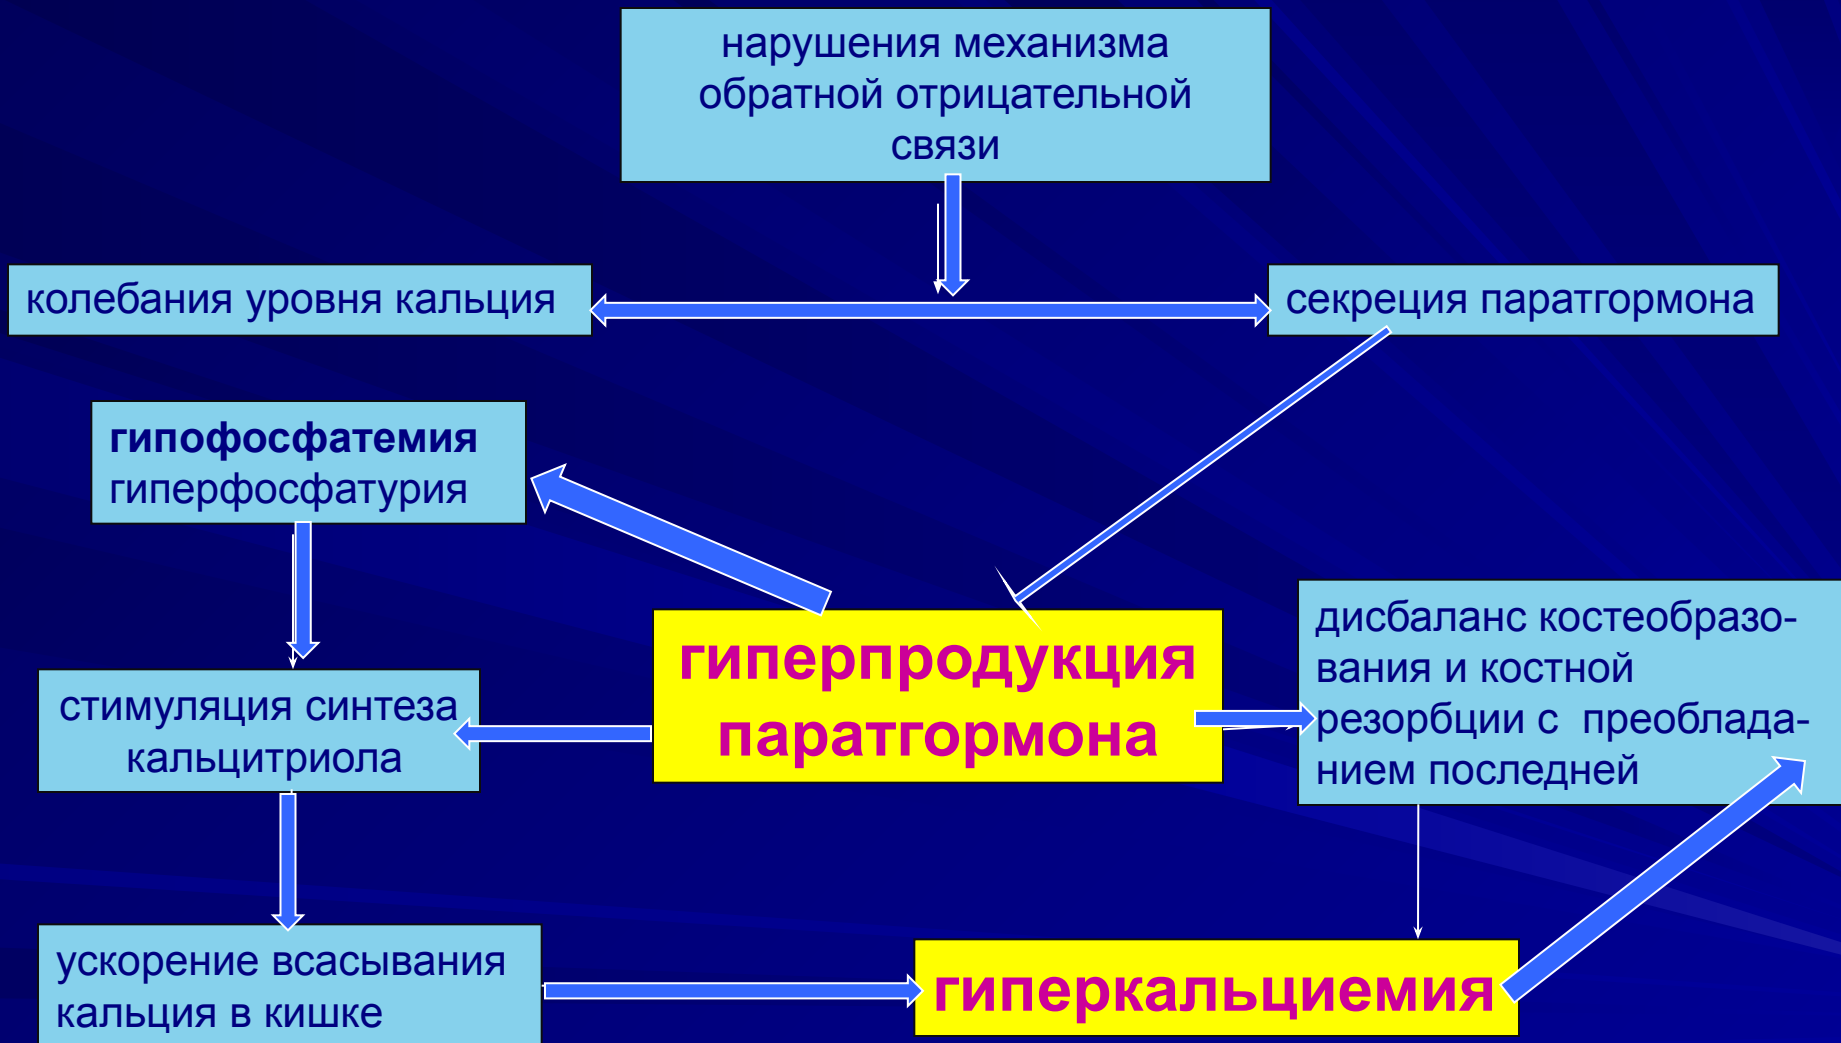 нарушения механизма
обратной отрицательной
связи
колебания уровня кальция
секреция паратгормона
гипофосфатемия
гиперфосфатурия
гиперпродукция
паратгормона
дисбаланс костеобразо-
вания и костной
резорбции с преоблада-
нием последней
стимуляция синтеза
кальцитриола
ускорение всасывания
кальция в кишке
гиперкальциемия